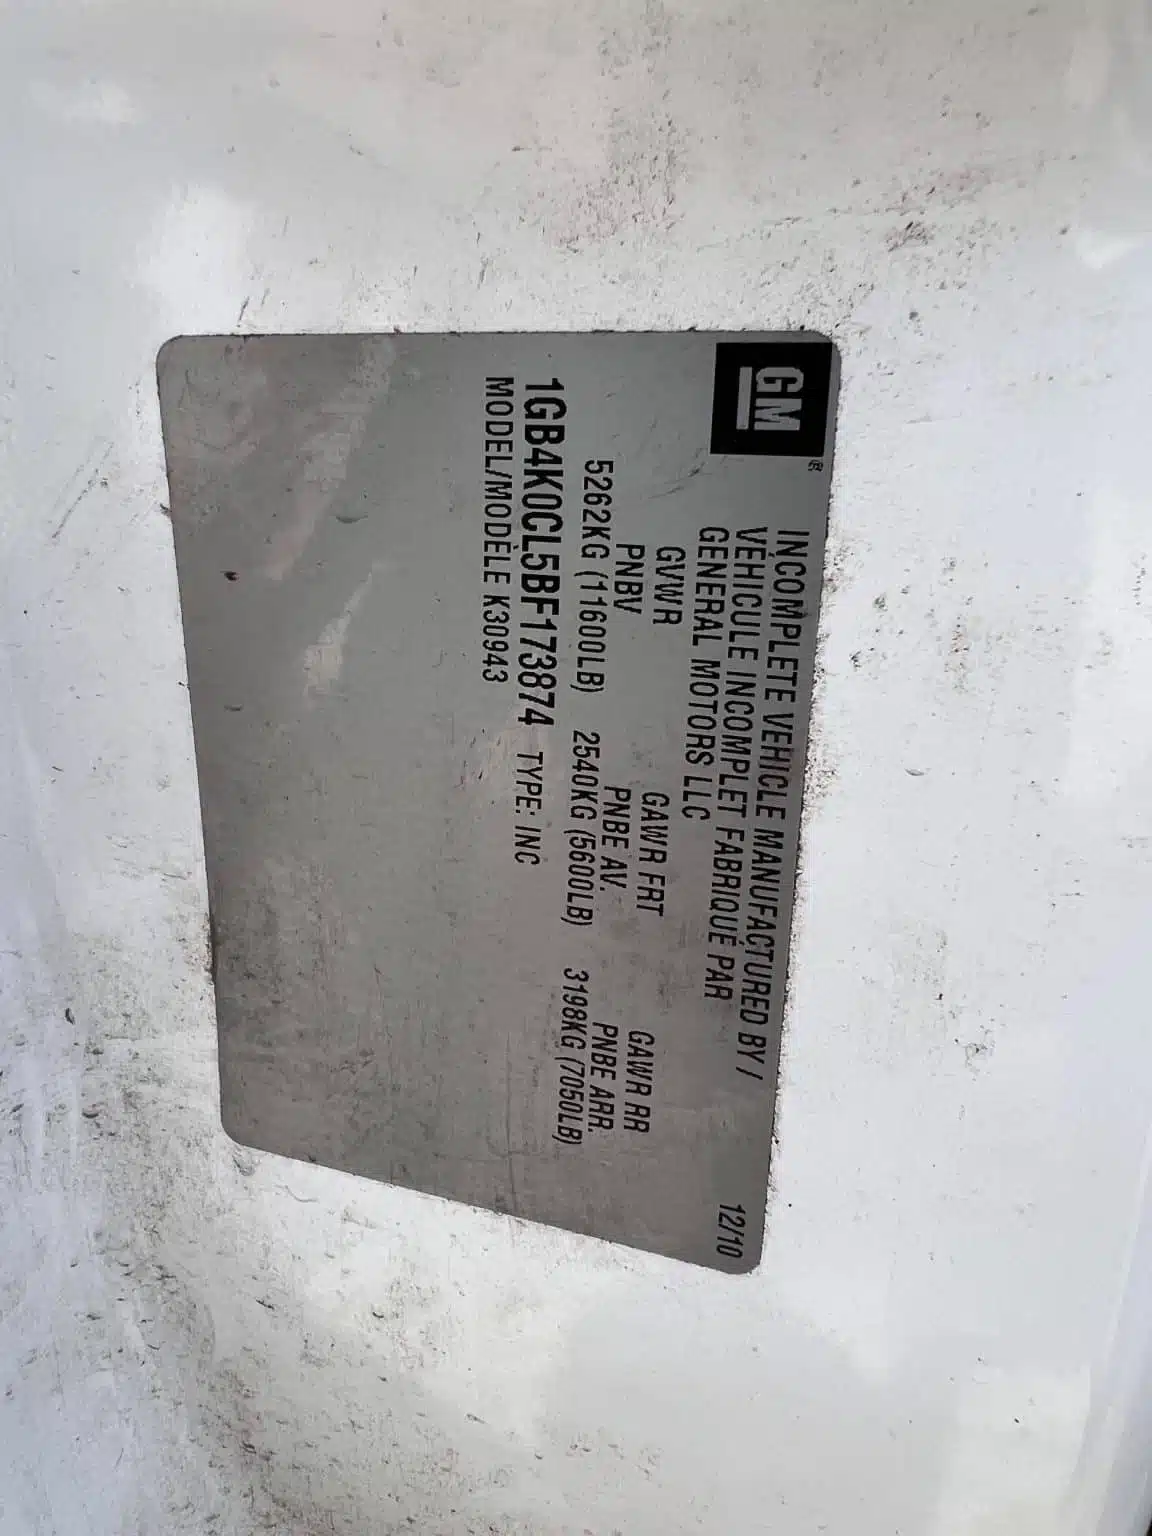 GM®
12/10
INCOMPLETE VEHICLE MANUFACTURED BY /
VÉHICULE INCOMPLET FABRIQUÉ PAR
GENERAL MOTORS LLC
GVWR GAWR FRT GAWR RR
PNBV PNBE AV. PNBE ARR.
5262KG (11600LB) 2540KG (5600LB) 3198KG (7050LB)
1GB4K0CL5BF173874 TYPE: INC
MODEL/MODÈLE K30943